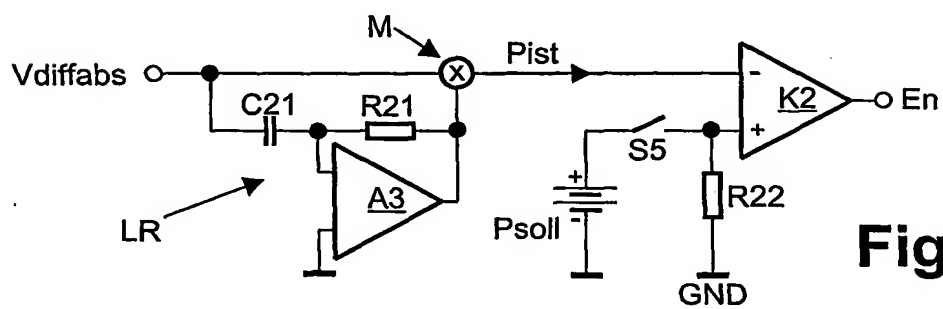 M
Vdiffabs
x
Pist
-
K2
En
C21
R21
+
S5
A3
+
R22
LR
Psoll
-
Fig
GND